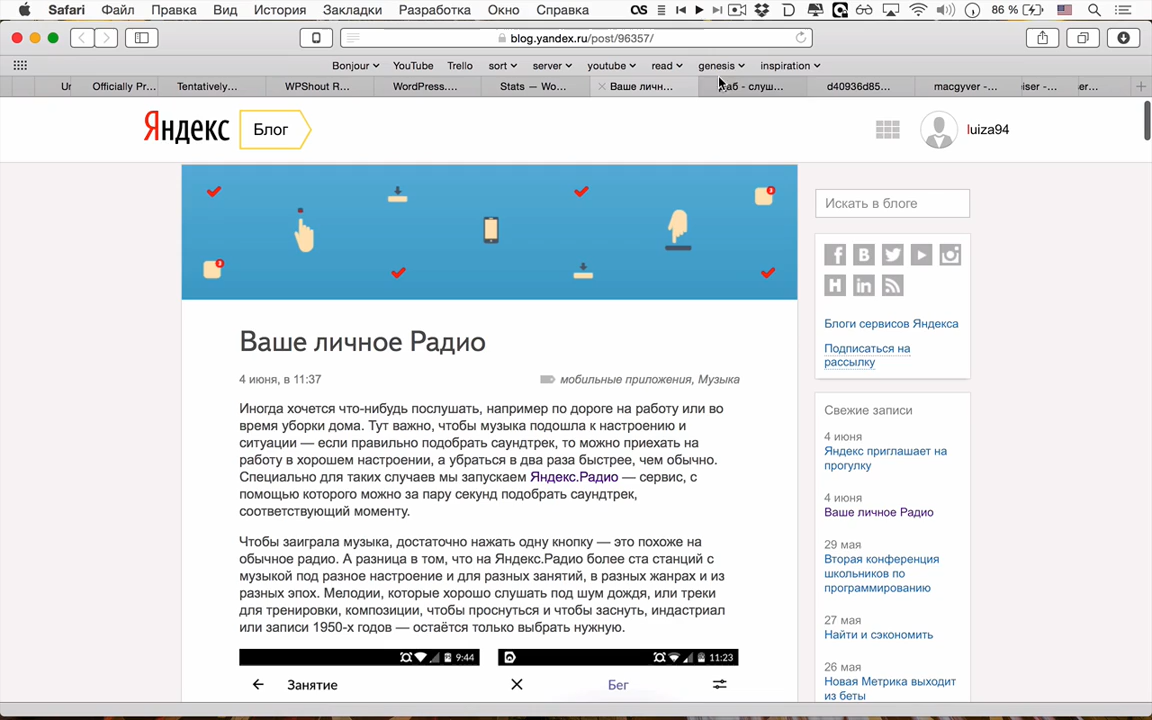 Safari Файл Правка Вид История Закладки Разработка Окно Справка 86 %
blog.yandex.ru/post/96357/
Bonjour YouTube Trello sort server youtube read genesis inspiration
Officially Pr... Tentatively... WPShout R... WordPress.... Stats — Wo... Ваше личн... аб - слуш... d40936d85... macgyver -... iser -... er...
Яндекс Блог luiza94
Искать в блоге
Блоги сервисов Яндекса
Подписаться на
рассылку
Ваше личное Радио
4 июня, в 11:37 мобильные приложения, Музыка
Иногда хочется что-нибудь послушать, например по дороге на работу или во
время уборки дома. Тут важно, чтобы музыка подошла к настроению и
ситуации — если правильно подобрать саундтрек, то можно приехать на
работу в хорошем настроении, а убраться в два раза быстрее, чем обычно.
Специально для таких случаев мы запускаем Яндекс.Радио — сервис, с
помощью которого можно за пару секунд подобрать саундтрек,
соответствующий моменту.
Чтобы заиграла музыка, достаточно нажать одну кнопку — это похоже на
обычное радио. А разница в том, что на Яндекс.Радио более ста станций с
музыкой под разное настроение и для разных занятий, в разных жанрах и из
разных эпох. Мелодии, которые хорошо слушать под шум дождя, или треки
для тренировки, композиции, чтобы проснуться и чтобы заснуть, индастриал
или записи 1950-х годов — остаётся только выбрать нужную.
9:44 11:23
Занятие Бег
Свежие записи
4 июня
Яндекс приглашает на
прогулку
4 июня
Ваше личное Радио
29 мая
Вторая конференция
школьников по
программированию
27 мая
Найти и сэкономить
26 мая
Новая Метрика выходит
из беты